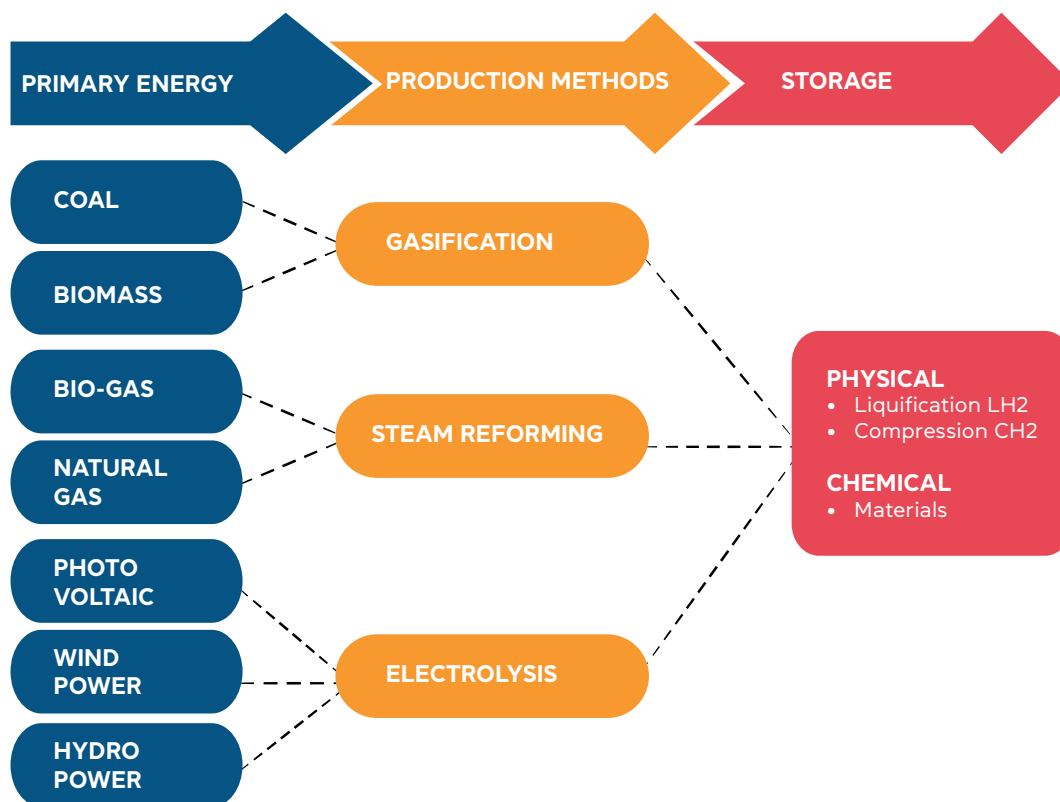 PRIMARY ENERGY
PRODUCTION METHODS
STORAGE
COAL
BIOMASS
BIO-GAS
NATURAL
GAS
PHOTO
VOLTAIC
WIND
POWER
HYDRO
POWER
GASIFICATION
STEAM REFORMING
ELECTROLYSIS
PHYSICAL
• Liquification LH2
• Compression CH2
CHEMICAL
• Materials